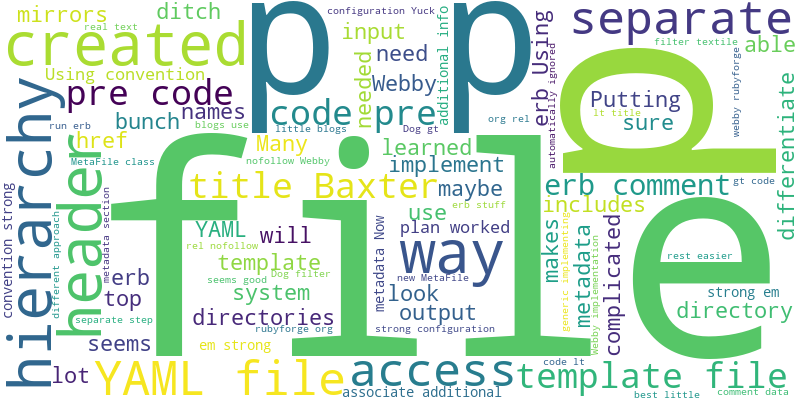 mirrors
real text
ditch
configuration Yuck
p
p
separate
created
input
need
additional info
erb Using
filter textile
able
Using convention
pre code
names
needed
Webby
automatically ignored
Putting
lt title
webby rubyforge
bunch
code pre
org rel
sure
differentiate
run erb
blogs use
little blogs
Dog gt
href
Many
learned
d
hierarchy
header
MetaFile class
nofollow Webby
implement
erb comment
gt code
file
title Baxter
maybe
includes
convention strong
different approach
metadata section
YAML
will
use
erb stuff
way
plan worked
makes
generic implementing
metadata
Webby implementation
complicated
rel nofollow
template
metadata Now
look
rest easier
erb
top
seems good
Dog filter
system
new MetaFile
output
strong em
directory
separate step
directories
rubyforge org
strong configuration
seems
em strong
e
lot
YAML file
access
code lt
template file
associate additional
best little
comment data